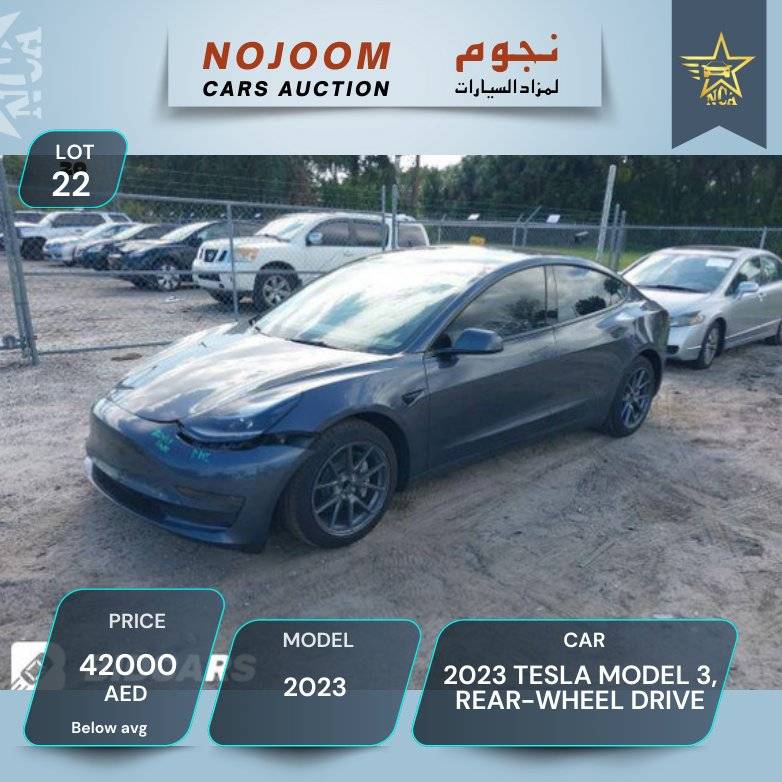 NOJOOM
CARS AUCTION
نجوم
لمزاد السيارات
NCA
NCA
LOT
22
PRICE
42000
AED
Below avg
MODEL
2023
CAR
2023 TESLA MODEL 3,
REAR-WHEEL DRIVE